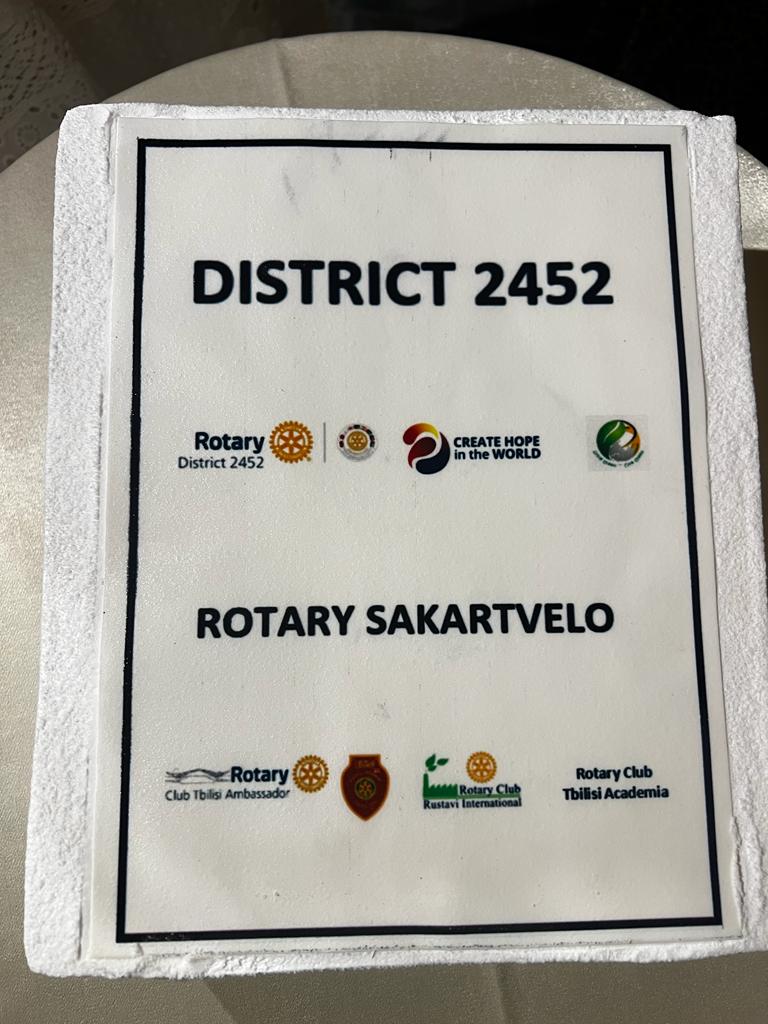 DISTRICT 2452
Rotary
District 2452
CREATE HOPE
in the WORLD
ROTARY SAKARTVELO
Rotary
Club Tbilisi Ambassador
Rotary Club
Rustavi International
Rotary Club
Tbilisi Academia